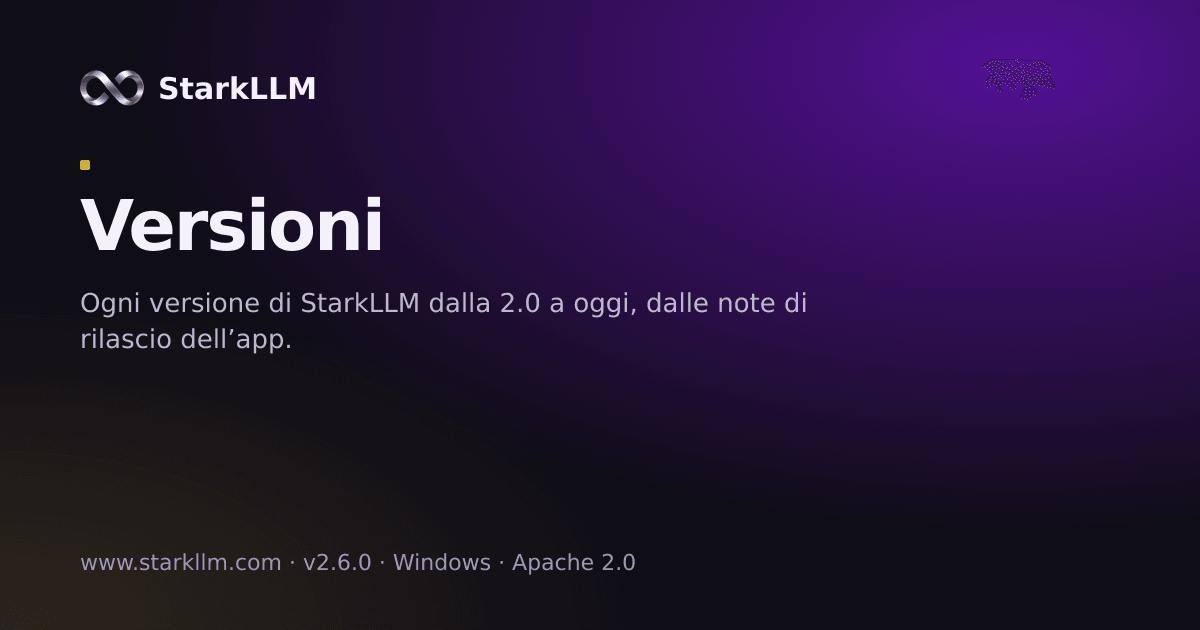 StarkLLM
Versioni
Ogni versione di StarkLLM dalla 2.0 a oggi, dalle note di
rilascio dell’app.
www.starkllm.com · v2.6.0 · Windows · Apache 2.0